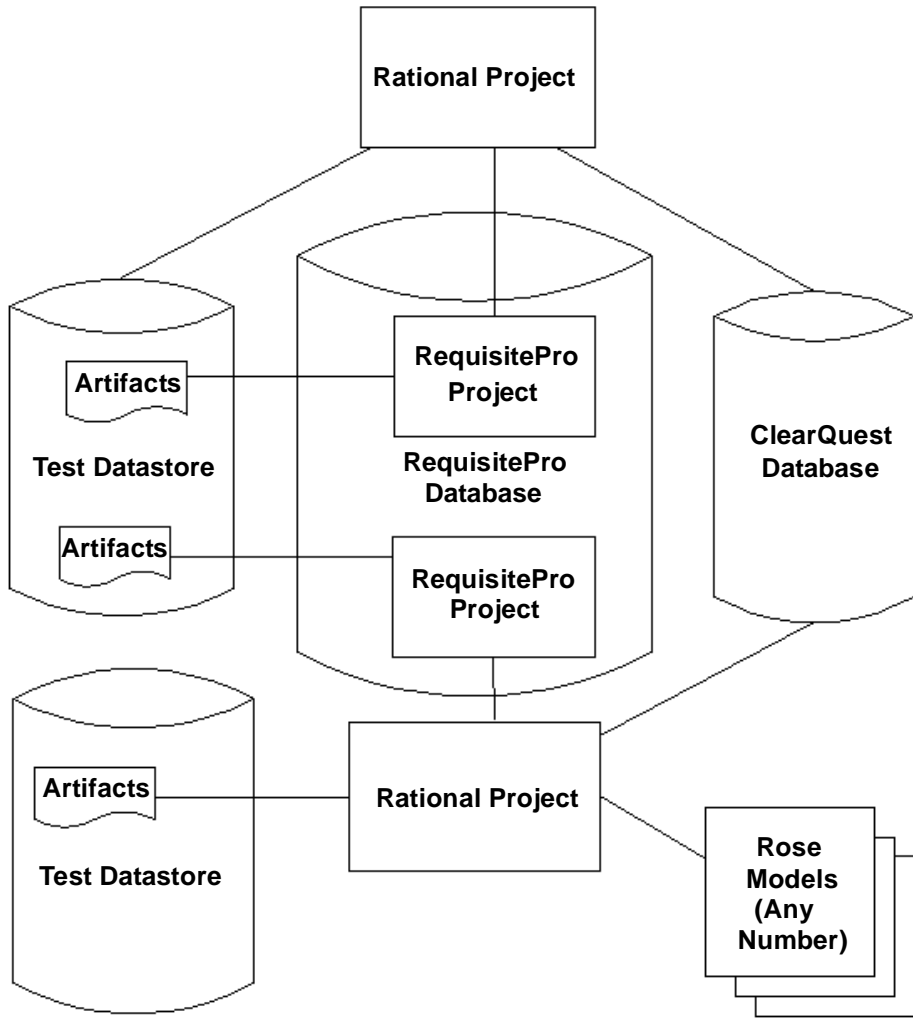 Rational Project
RequisitePro
Project
Artifacts
ClearQuest
Database
Test Datastore
RequisitePro
Database
Artifacts
RequisitePro
Project
Artifacts
Rational Project
Test Datastore
Rose
Models
(Any
Number)